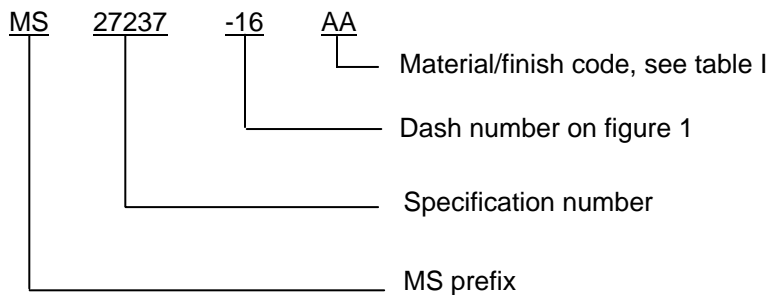 MS 27237 -16 AA
Material/finish code, see table I
Dash number on figure 1
Specification number
MS prefix